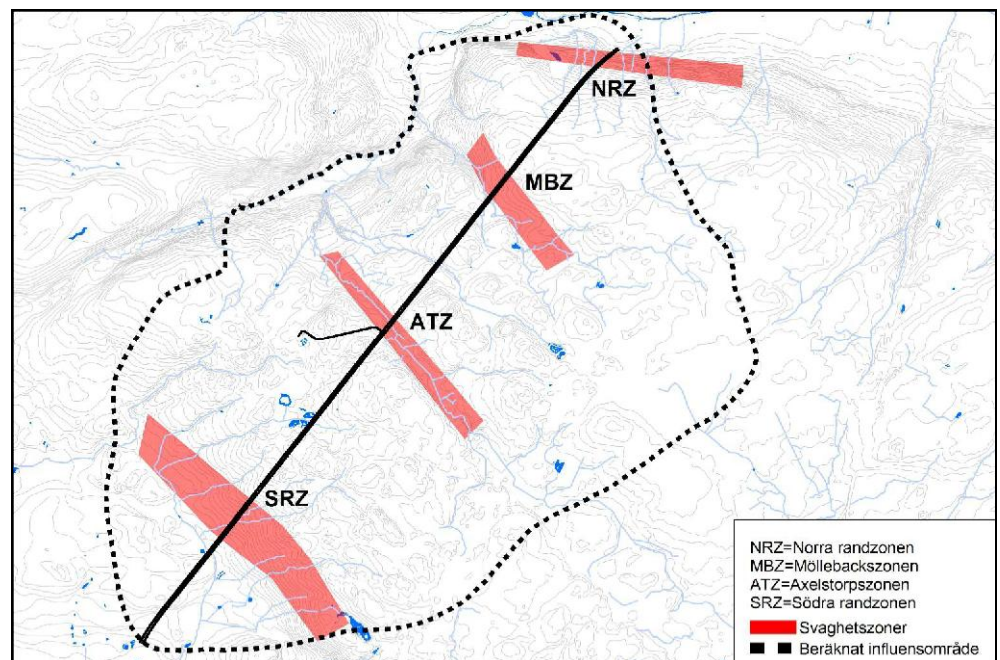 NRZ
MBZ
ATZ
SRZ
NRZ=Norra randzonen
MBZ=Möllebackszonen
ATZ=Axelstorpszonen
SRZ=Södra randzonen
Svaghetszoner
Beräknat influensområde